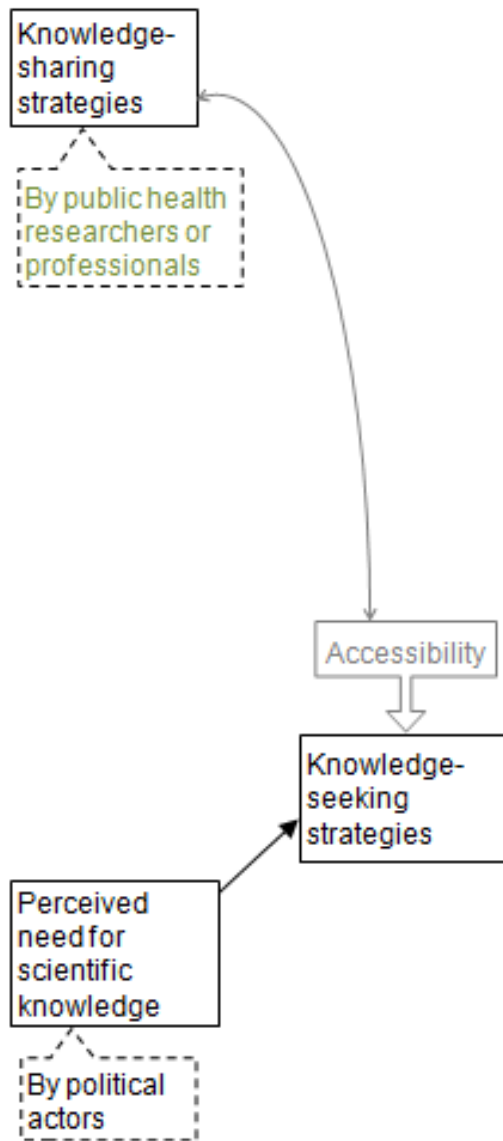 Knowledge-
sharing
strategies
By public health
researchers or
professionals
Accessibility
Knowledge-
seeking
strategies
Perceived
need for
scientific
knowledge
By political
actors